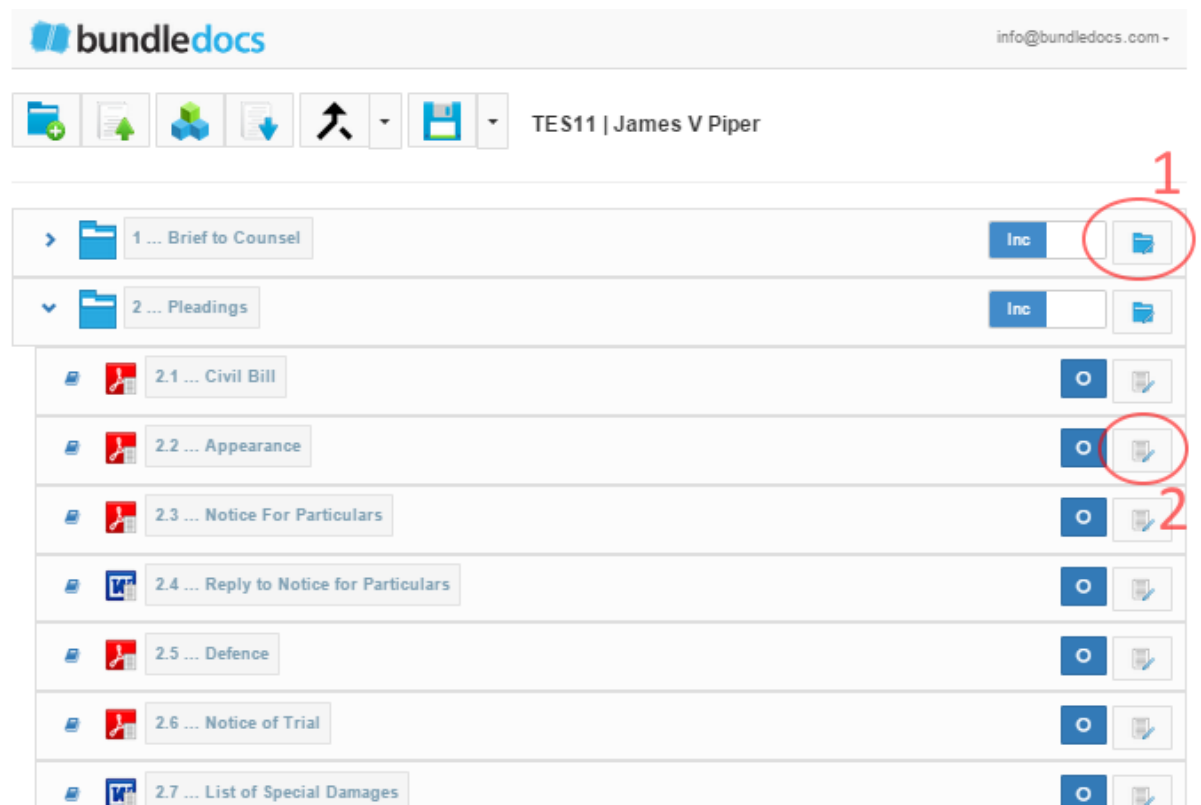 bundledocs
info@bundledocs.com
TES11 | James V Piper
1
1 ... Brief to Counsel
Inc
2 ... Pleadings
Inc
2.1 ... Civil Bill
O
2.2 ... Appearance
O
2.3 ... Notice For Particulars
O
2
2.4 ... Reply to Notice for Particulars
O
2.5 ... Defence
O
2.6 ... Notice of Trial
O
2.7 ... List of Special Damages
O